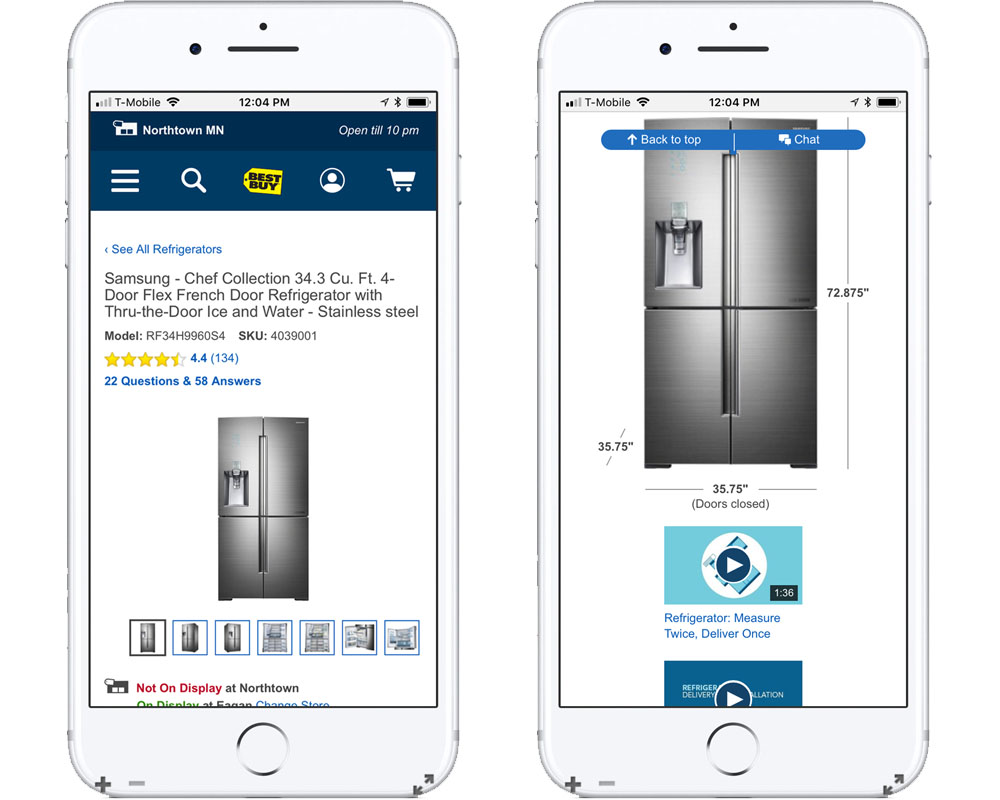 T-Mobile 12:04 PM
Northtown MN Open till 10 pm
BEST
BUY
‹ See All Refrigerators
Samsung - Chef Collection 34.3 Cu. Ft. 4-
Door Flex French Door Refrigerator with
Thru-the-Door Ice and Water - Stainless steel
Model: RF34H9960S4 SKU: 4039001
4.4 (134)
22 Questions & 58 Answers
Not On Display at Northtown
On Display at Eagan Change Store
T-Mobile 12:04 PM
Back to top Chat
72.875"
35.75"
35.75"
(Doors closed)
1:36
Refrigerator: Measure
Twice, Deliver Once
REFRIGER
DELIVERY ALLATION